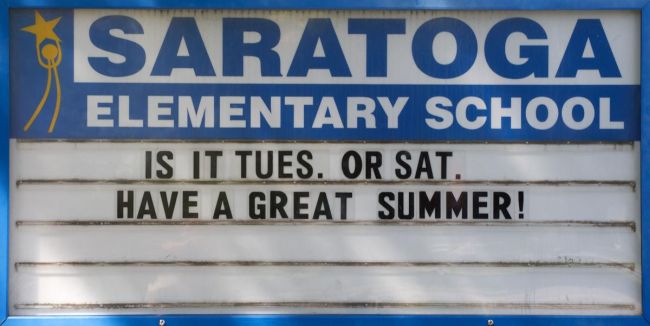 SARATOGA
ELEMENTARY SCHOOL
IS IT TUES. OR SAT.
HAVE A GREAT SUMMER!